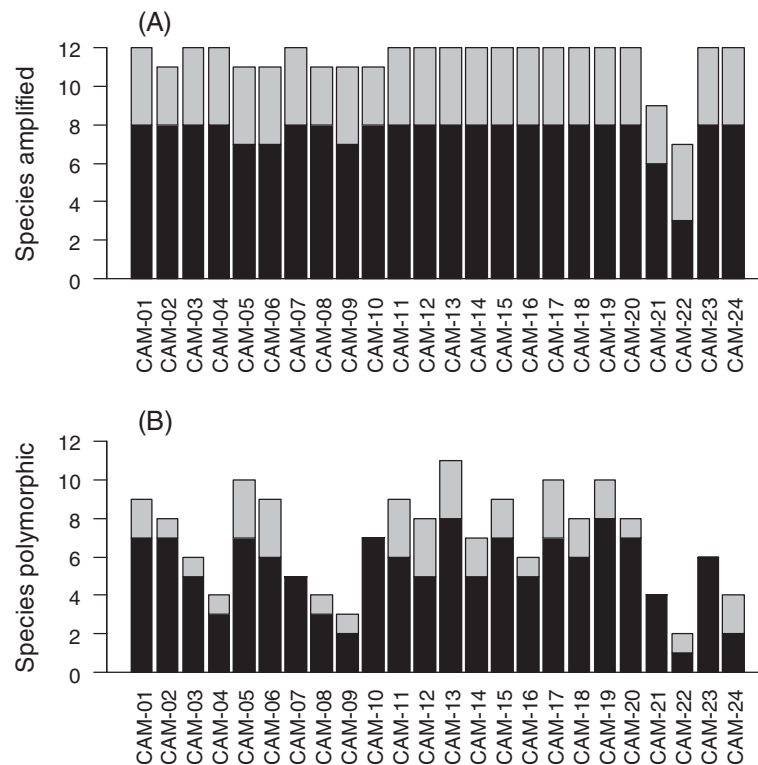 (A)
Species amplified
12
10
8
6
4
2
0
CAM-01
CAM-02
CAM-03
CAM-04
CAM-05
CAM-06
CAM-07
CAM-08
CAM-09
CAM-10
CAM-11
CAM-12
CAM-13
CAM-14
CAM-15
CAM-16
CAM-17
CAM-18
CAM-19
CAM-20
CAM-21
CAM-22
CAM-23
CAM-24
(B)
Species polymorphic
12
10
8
6
4
2
0
CAM-01
CAM-02
CAM-03
CAM-04
CAM-05
CAM-06
CAM-07
CAM-08
CAM-09
CAM-10
CAM-11
CAM-12
CAM-13
CAM-14
CAM-15
CAM-16
CAM-17
CAM-18
CAM-19
CAM-20
CAM-21
CAM-22
CAM-23
CAM-24